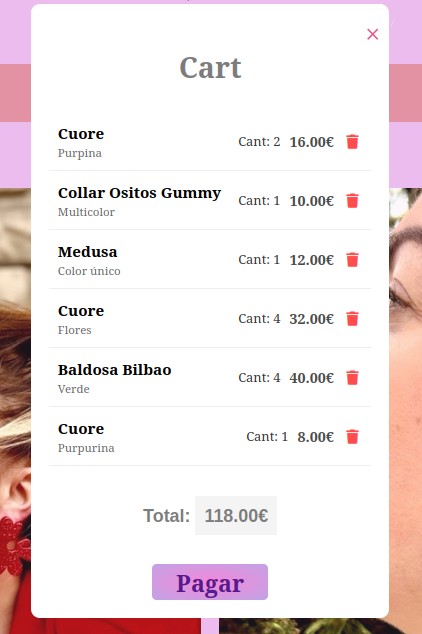 Cart
Cuore
Purpina
Cant: 2 16.00€
Collar Ositos Gummy
Multicolor
Cant: 1 10.00€
Medusa
Color único
Cant: 1 12.00€
Cuore
Flores
Cant: 4 32.00€
Baldosa Bilbao
Verde
Cant: 4 40.00€
Cuore
Purpurina
Cant: 1 8.00€
Total: 118.00€
Pagar